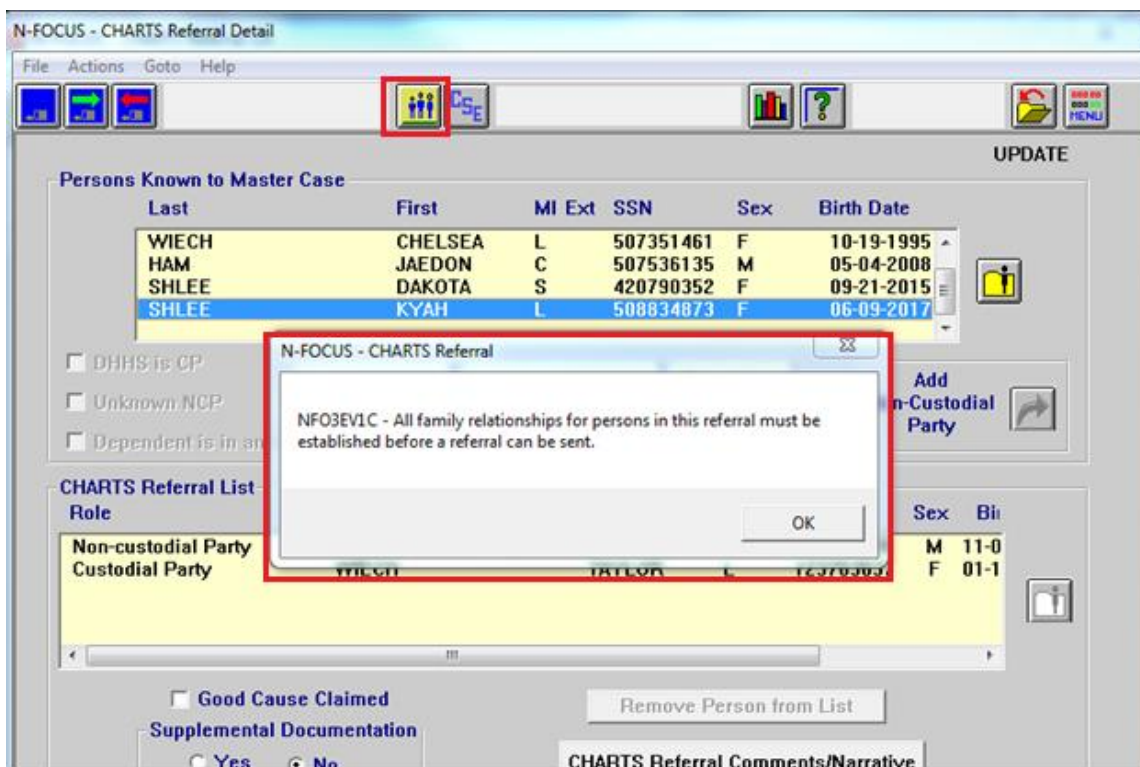 N-FOCUS - CHARTS Referral Detail
File Actions Goto Help
CSE
MENU
UPDATE
Persons Known to Master Case
Last First MI Ext SSN Sex Birth Date
WIECH CHELSEA L 507351461 F 10-19-1995
HAM JAEDON C 507536135 M 05-04-2008
SHLEE DAKOTA S 420790352 F 09-21-2015
SHLEE KYAH L 508834873 F 06-09-2017
N-FOCUS - CHARTS Referral
DHHS is CP
Unknown NCP
Dependent is in an
NFO3EV1C - All family relationships for persons in this referral must be
established before a referral can be sent.
OK
Add
n-Custodial
Party
CHARTS Referral List
Role Sex Bi
Non-custodial Party M 11-0
Custodial Party WIECH TAYLOR L F 01-1
Good Cause Claimed
Remove Person from List
Supplemental Documentation
Yes No
CHARTS Referral Comments/Narrative